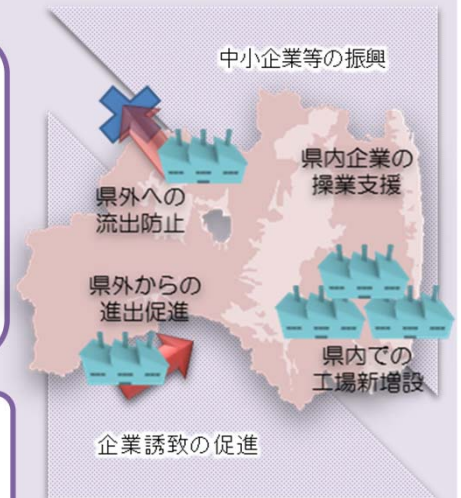 中小企業等の振興
県内企業の
操業支援
県外への
流出防止
県外からの
進出促進
県内での
工場新増設
企業誘致の促進